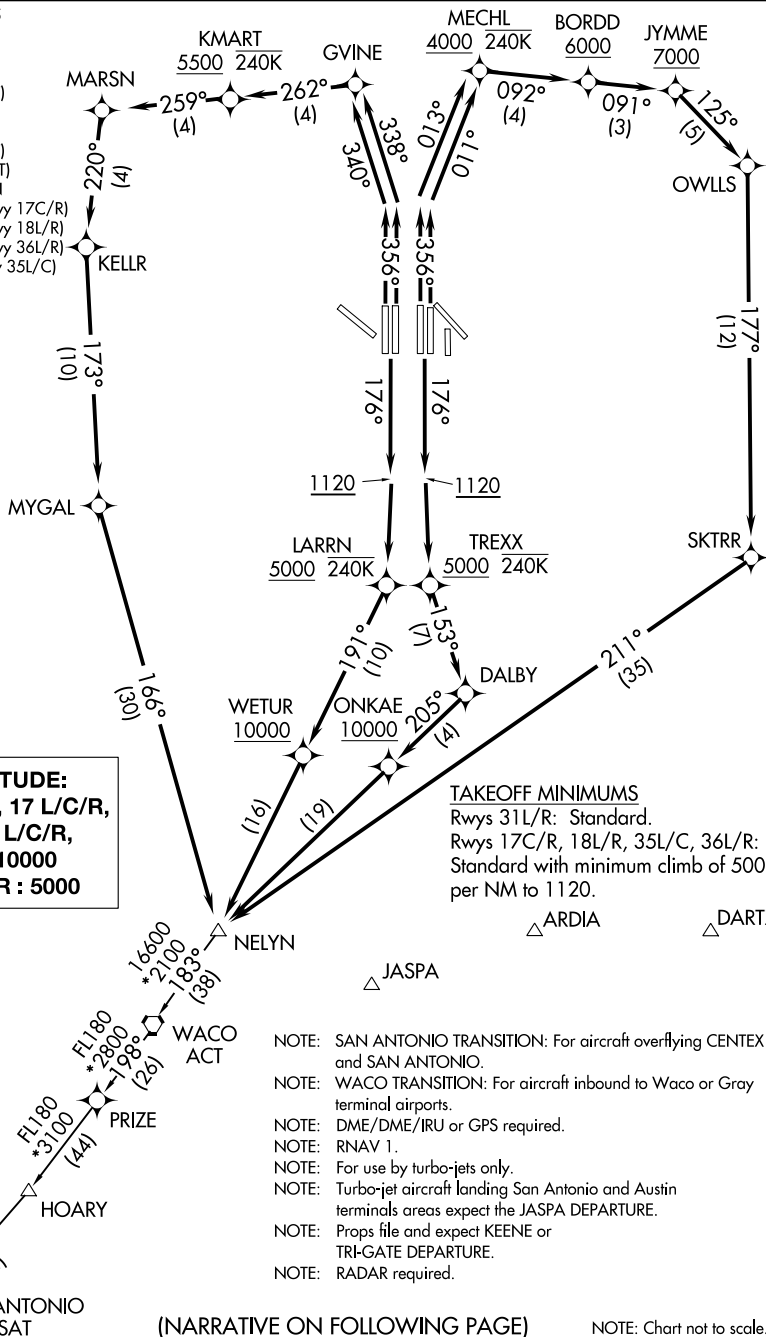 MECHL
4000 240K
BORDD
6000
JYMME
7000
KMART
5500 240K
GVINE
MARSN
259°
(4)
262°
(4)
092°
(4)
091°
(3)
125°
(5)
013°
011°
338°
340°
OWLLS
220°
(4)
T)
wy 17C/R)
wy 18L/R)
wy 36L/R)
35L/C)
KELLR
356°
356°
177°
(12)
173°
(10)
176°
176°
1120
1120
MYGAL
LARRN
5000 240K
TREXX
5000 240K
SKTRR
153°
(7)
191°
(10)
211°
(35)
DALBY
166°
(30)
WETUR
10000
ONKAE
10000
205°
(4)
(16)
(19)
TUDE:
, 17 L/C/R,
L/C/R,
10000
R : 5000
TAKEOFF MINIMUMS
Rwys 31L/R: Standard.
Rwys 17C/R, 18L/R, 35L/C, 36L/R:
Standard with minimum climb of 500
per NM to 1120.
NELYN
ARDIA
DART
JASPA
16600
*2100
183°
(38)
WACO
ACT
FL180
*2800
198°
(26)
PRIZE
FL180
*3100
(44)
HOARY
NOTE: SAN ANTONIO TRANSITION: For aircraft overflying CENTEX
and SAN ANTONIO.
NOTE: WACO TRANSITION: For aircraft inbound to Waco or Gray
terminal airports.
NOTE: DME/DME/IRU or GPS required.
NOTE: RNAV 1.
NOTE: For use by turbo-jets only.
NOTE: Turbo-jet aircraft landing San Antonio and Austin
terminals areas expect the JASPA DEPARTURE.
NOTE: Props file and expect KEENE or
TRI-GATE DEPARTURE.
NOTE: RADAR required.
ANTONIO
SAT
(NARRATIVE ON FOLLOWING PAGE)
NOTE: Chart not to scale.